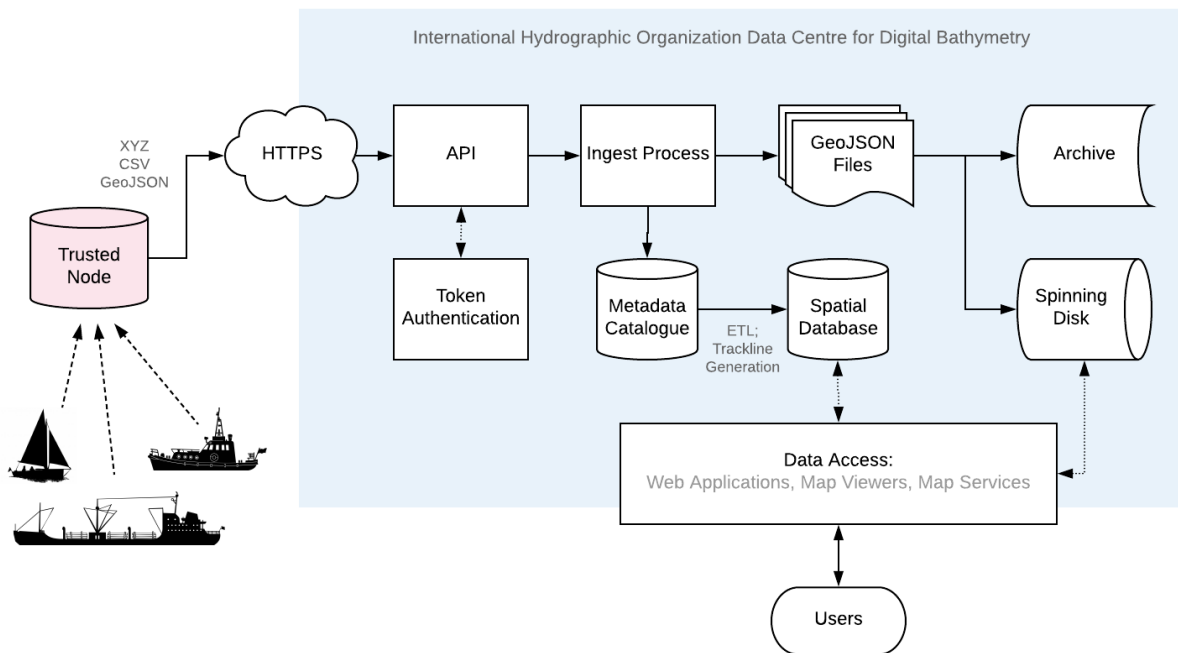 International Hydrographic Organization Data Centre for Digital Bathymetry
XYZ
CSV
GeoJSON
HTTPS
API
Ingest Process
GeoJSON
Files
Archive
Trusted
Node
Token
Authentication
Metadata
Catalogue
ETL;
Trackline
Generation
Spatial
Database
Spinning
Disk
Data Access:
Web Applications, Map Viewers, Map Services
Users